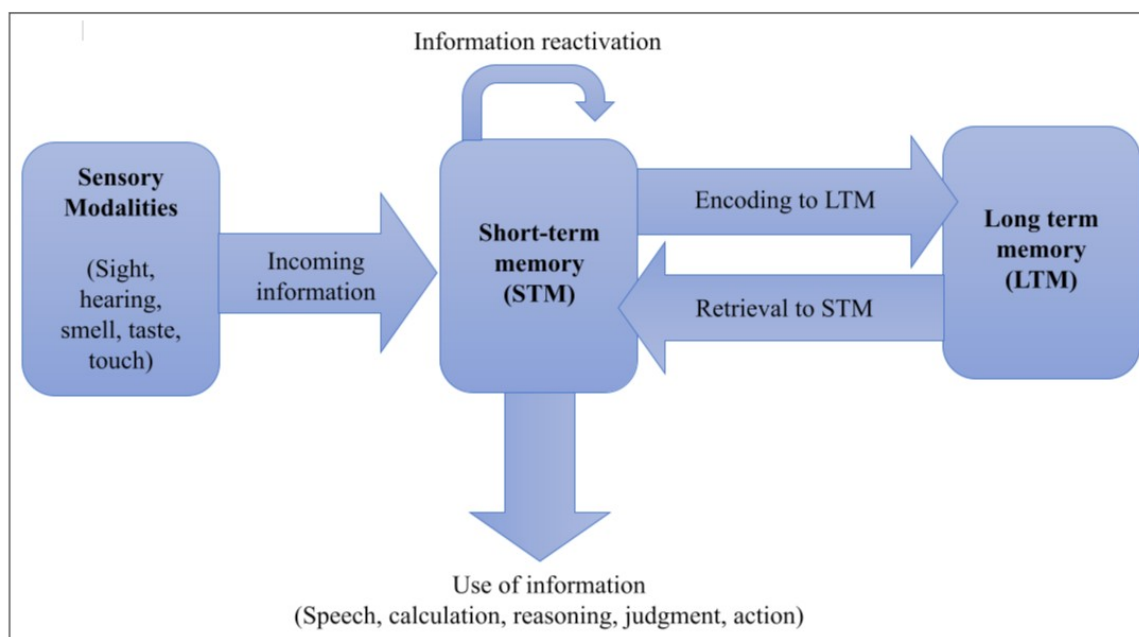 Information reactivation
Sensory
Modalities
(Sight,
hearing,
smell, taste,
touch)
Incoming
information
Short-term
memory
(STM)
Encoding to LTM
Retrieval to STM
Long term
memory
(LTM)
Use of information
(Speech, calculation, reasoning, judgment, action)